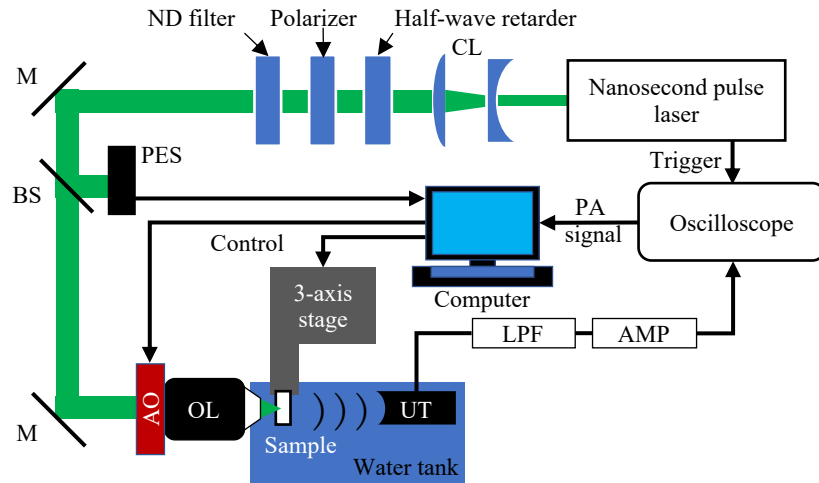 ND filter
Polarizer
Half-wave retarder
CL
M
Nanosecond pulse
laser
Trigger
PES
BS
PA
signal
Oscilloscope
Control
3-axis
stage
Computer
LPF
AMP
AO
OL
UT
M
Sample
Water tank